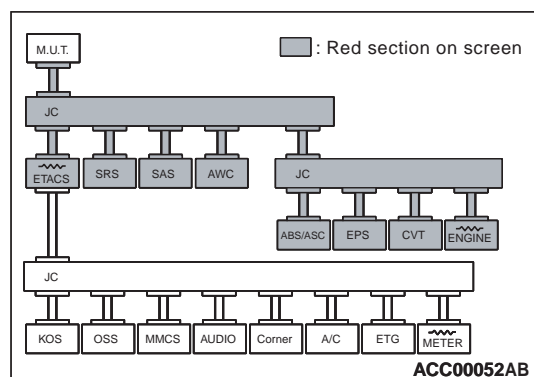 M.U.T.
: Red section on screen
JC
ETACS
SRS
SAS
AWC
JC
ABS/ASC
EPS
CVT
ENGINE
JC
KOS
OSS
MMCS
AUDIO
Corner
A/C
ETG
METER
ACC00052AB